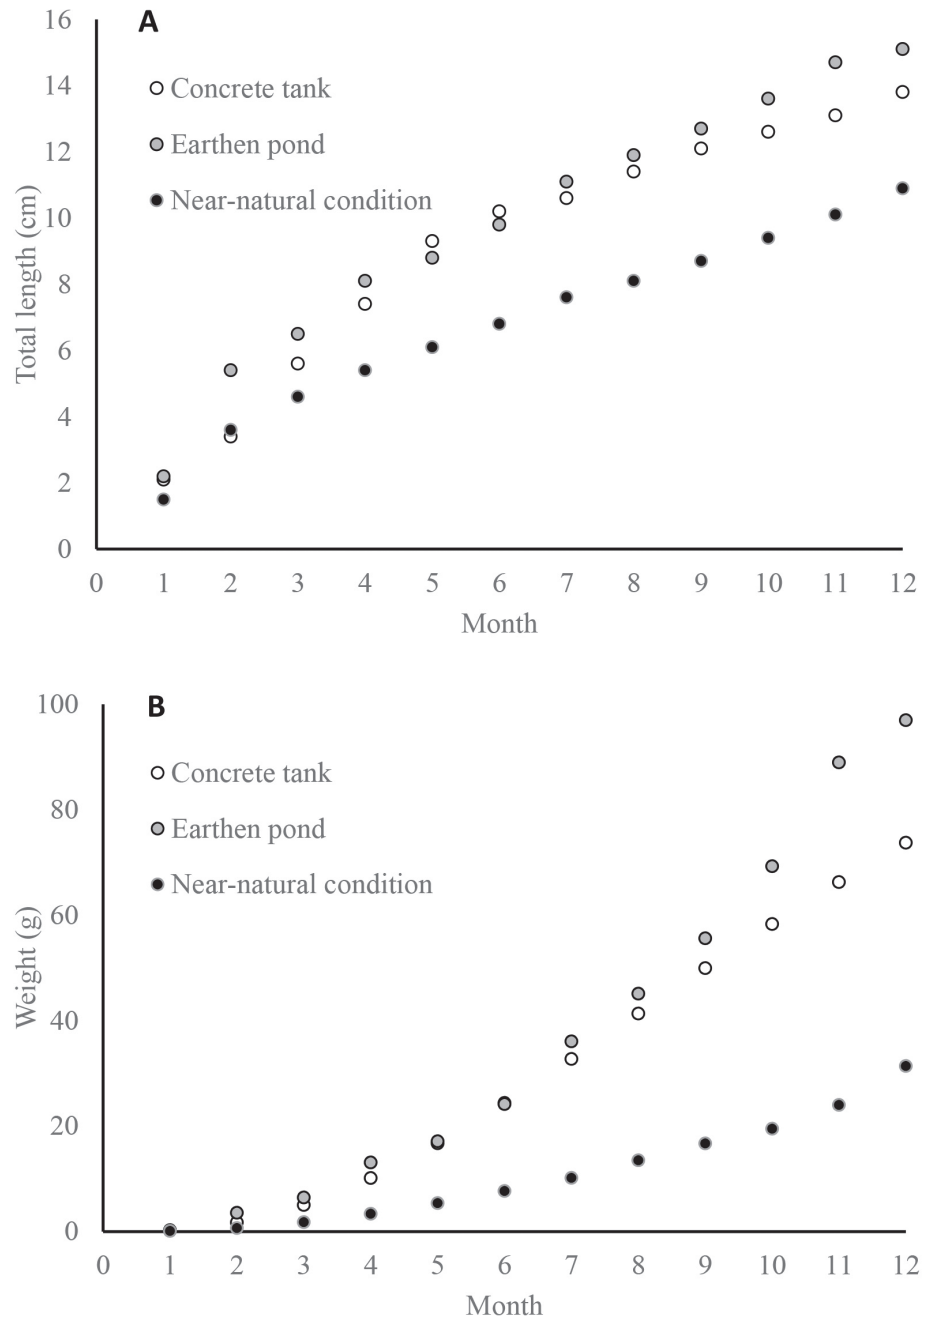 A
16
14
12
10
8
6
4
2
0
Total length (cm)
Concrete tank
Earthen pond
Near-natural condition
0 1 2 3 4 5 6 7 8 9 10 11 12
Month
B
100
80
60
40
20
0
Weight (g)
Concrete tank
Earthen pond
Near-natural condition
0 1 2 3 4 5 6 7 8 9 10 11 12
Month